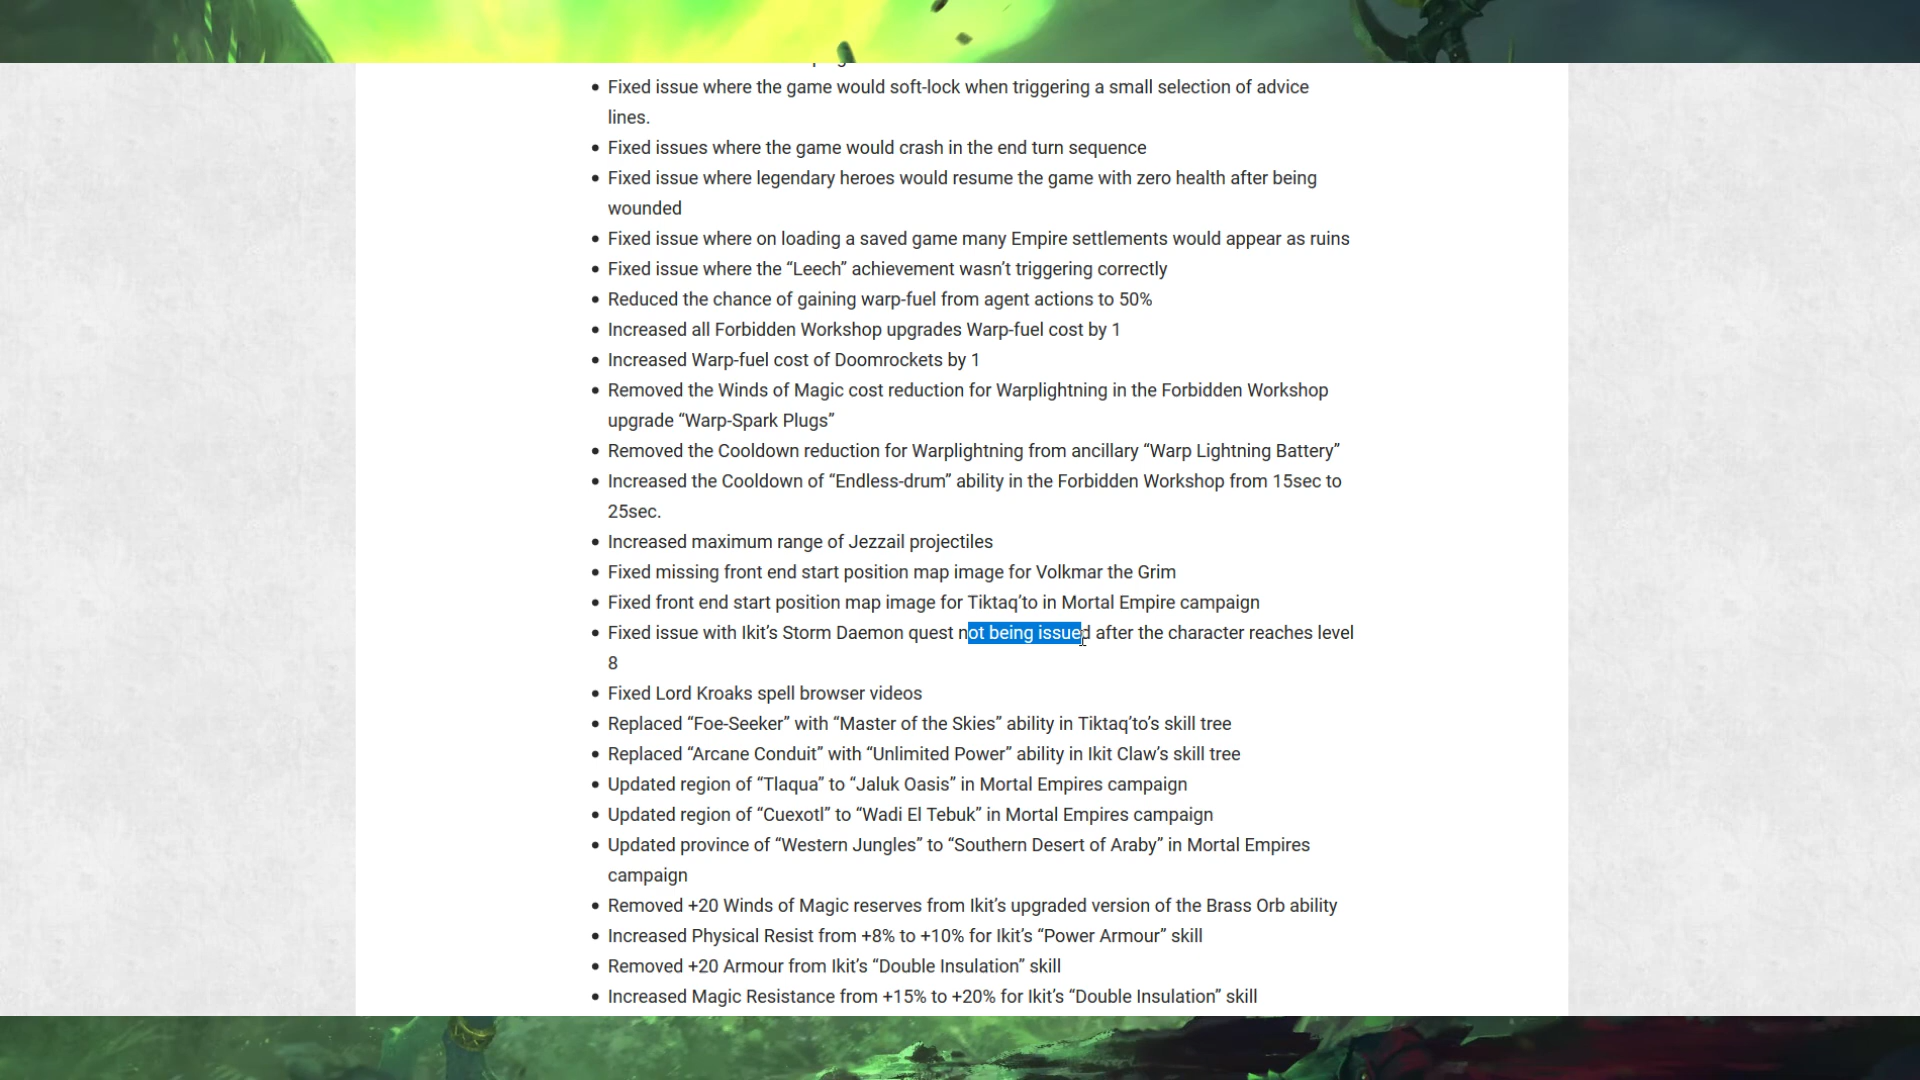 • Fixed issue where the game would soft-lock when triggering a small selection of advice
lines.
• Fixed issues where the game would crash in the end turn sequence
• Fixed issue where legendary heroes would resume the game with zero health after being
wounded
• Fixed issue where on loading a saved game many Empire settlements would appear as ruins
• Fixed issue where the “Leech” achievement wasn’t triggering correctly
• Reduced the chance of gaining warp-fuel from agent actions to 50%
• Increased all Forbidden Workshop upgrades Warp-fuel cost by 1
• Increased Warp-fuel cost of Doomrockets by 1
• Removed the Winds of Magic cost reduction for Warplightning in the Forbidden Workshop
upgrade “Warp-Spark Plugs”
• Removed the Cooldown reduction for Warplightning from ancillary “Warp Lightning Battery”
• Increased the Cooldown of “Endless-drum” ability in the Forbidden Workshop from 15sec to
25sec.
• Increased maximum range of Jezzail projectiles
• Fixed missing front end start position map image for Volkmar the Grim
• Fixed front end start position map image for Tiktaq’to in Mortal Empire campaign
• Fixed issue with Ikit’s Storm Daemon quest not being issued after the character reaches level
8
• Fixed Lord Kroaks spell browser videos
• Replaced “Foe-Seeker” with “Master of the Skies” ability in Tiktaq’to’s skill tree
• Replaced “Arcane Conduit” with “Unlimited Power” ability in Ikit Claw’s skill tree
• Updated region of “Tlaqua” to “Jaluk Oasis” in Mortal Empires campaign
• Updated region of “Cuexotl” to “Wadi El Tebuk” in Mortal Empires campaign
• Updated province of “Western Jungles” to “Southern Desert of Araby” in Mortal Empires
campaign
• Removed +20 Winds of Magic reserves from Ikit’s upgraded version of the Brass Orb ability
• Increased Physical Resist from +8% to +10% for Ikit’s “Power Armour” skill
• Removed +20 Armour from Ikit’s “Double Insulation” skill
• Increased Magic Resistance from +15% to +20% for Ikit’s “Double Insulation” skill